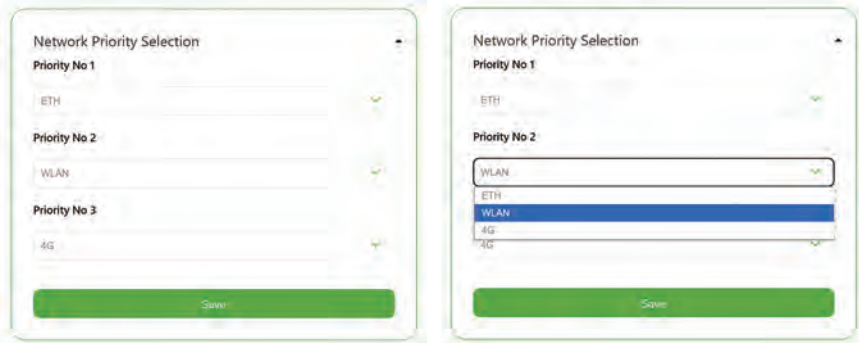 Network Priority Selection
Priority No 1
ETH
Priority No 2
WLAN
Priority No 3
4G
Save
Network Priority Selection
Priority No 1
ETH
Priority No 2
WLAN
ETH
WLAN
4G
4G
Save